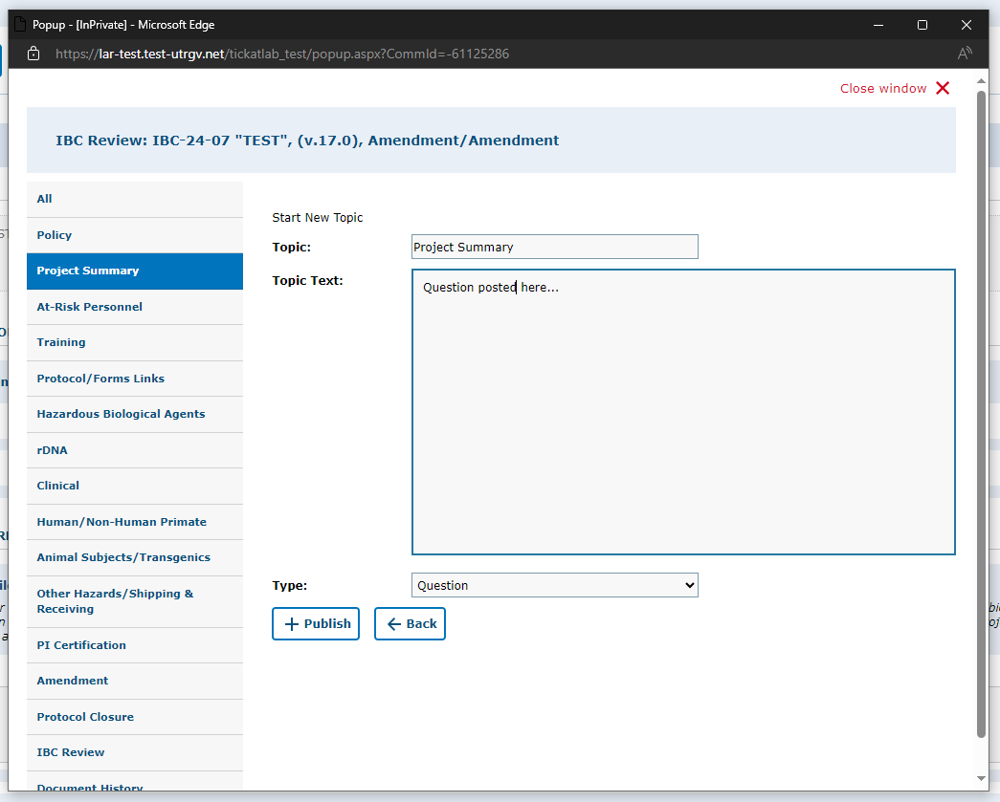 Popup - [InPrivate] - Microsoft Edge
https://lar-test.test-utrgv.net/tickatlab_test/popup.aspx?CommId=-61125286
Close window
IBC Review: IBC-24-07 "TEST", (v.17.0), Amendment/Amendment
All
Policy
Project Summary
At-Risk Personnel
Training
Protocol/Forms Links
Hazardous Biological Agents
rDNA
Clinical
Human/Non-Human Primate
Animal Subjects/Transgenics
Other Hazards/Shipping &
Receiving
PI Certification
Amendment
Protocol Closure
IBC Review
Document History
Start New Topic
Topic:
Project Summary
Topic Text:
Question posted here...
Type:
Question
Publish
Back